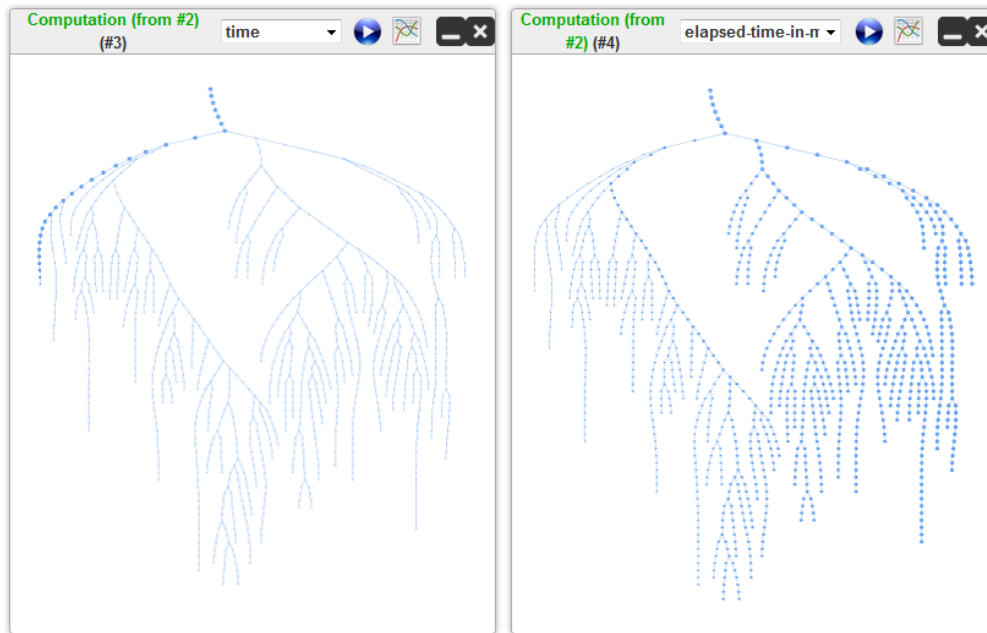 Computation (from #2)
(#3)
time
Computation (from
#2) (#4)
elapsed-time-in-m